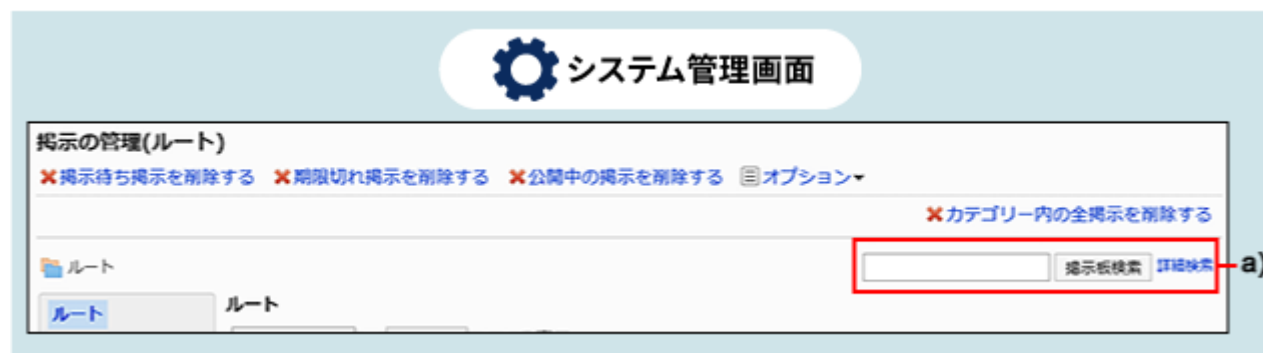 システム管理画面
掲示の管理(ルート)
掲示待ち掲示を削除する 期限切れ掲示を削除する 公開中の掲示を削除する オプション
カテゴリー内の全掲示を削除する
ルート
掲示板検索 詳細検索 a)
ルート ルート